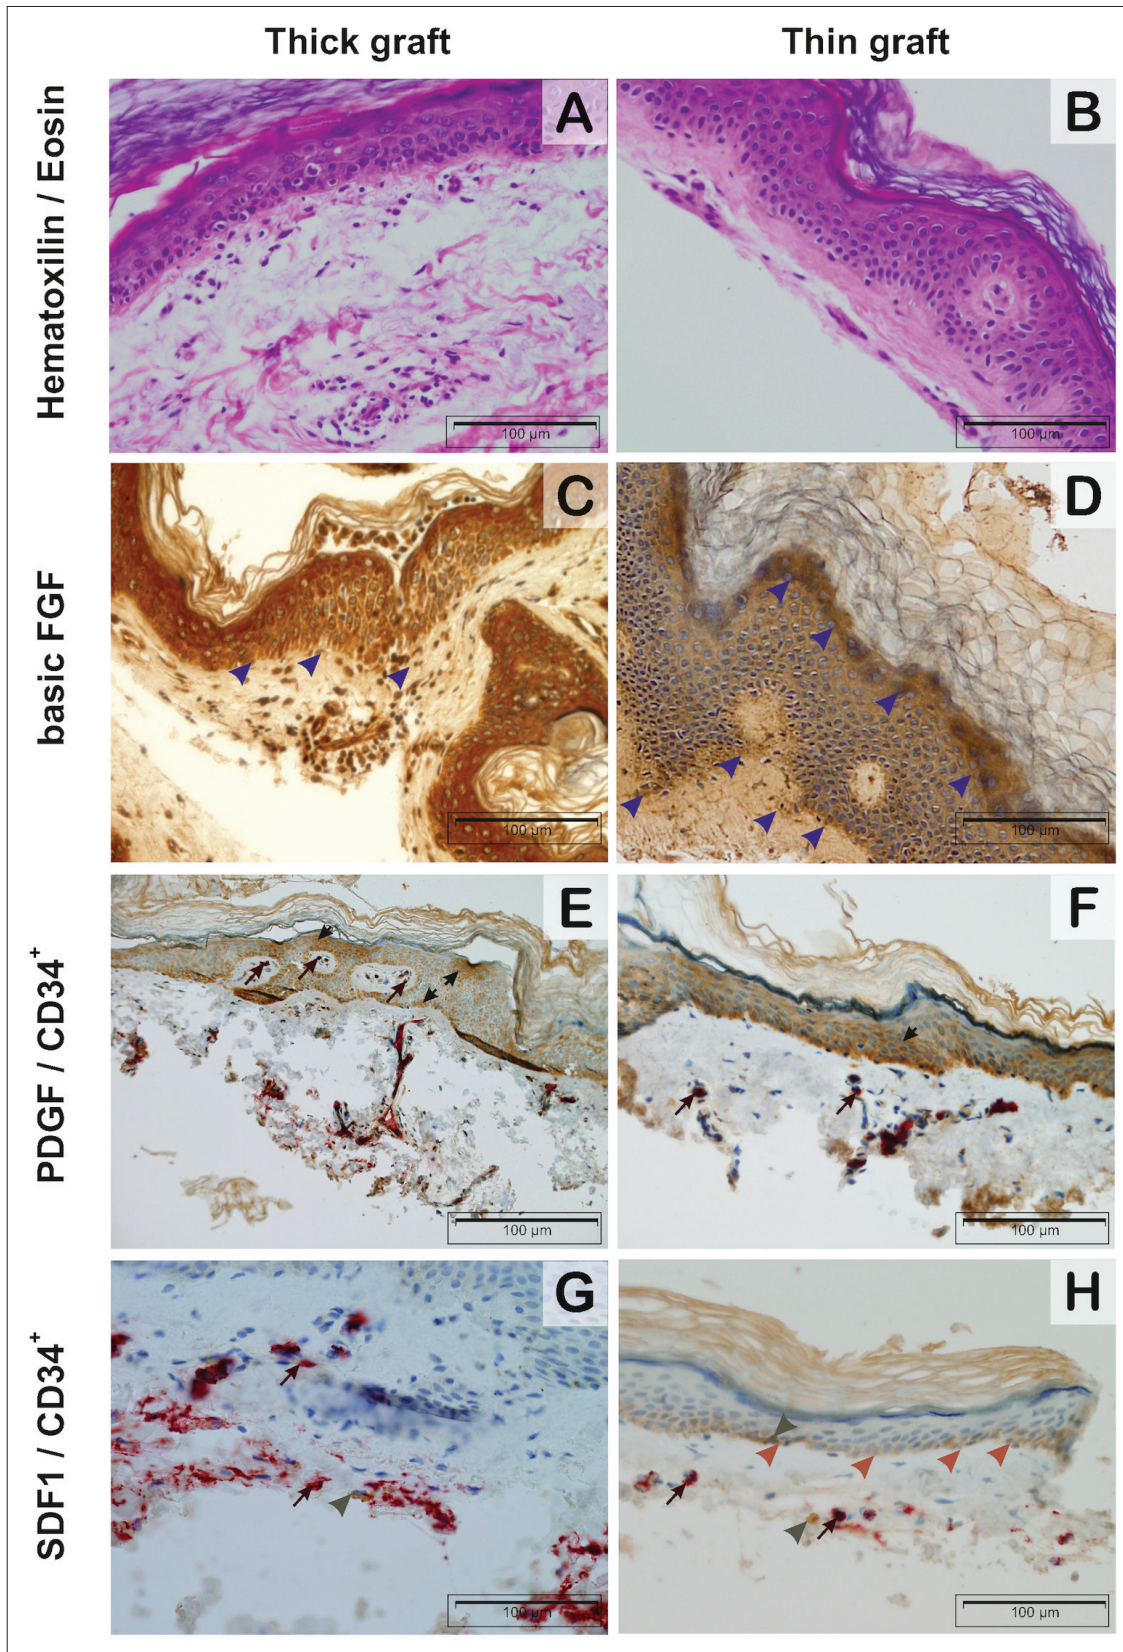 Thick graft
Thin graft
Hematoxilin / Eosin
A
100 µm
B
100 µm
basic FGF
C
100 µm
D
100 µm
PDGF / CD34⁺
E
100 µm
F
100 µm
SDF1 / CD34⁺
G
100 µm
H
100 µm